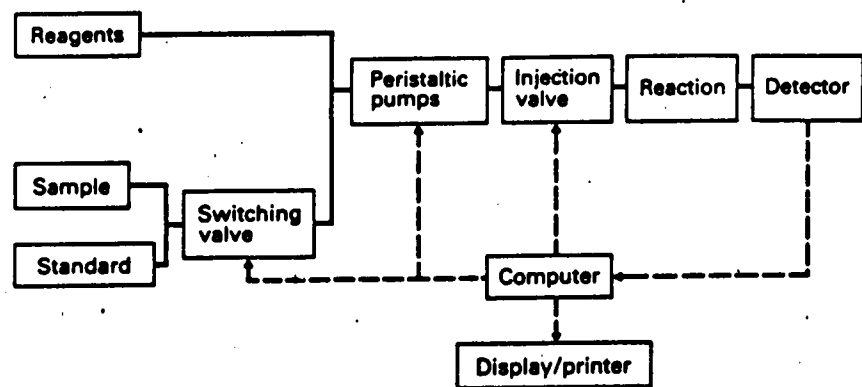 Reagents
Peristaltic
pumps
Injection
valve
Reaction
Detector
Sample
Switching
valve
Standard
Computer
Display/printer